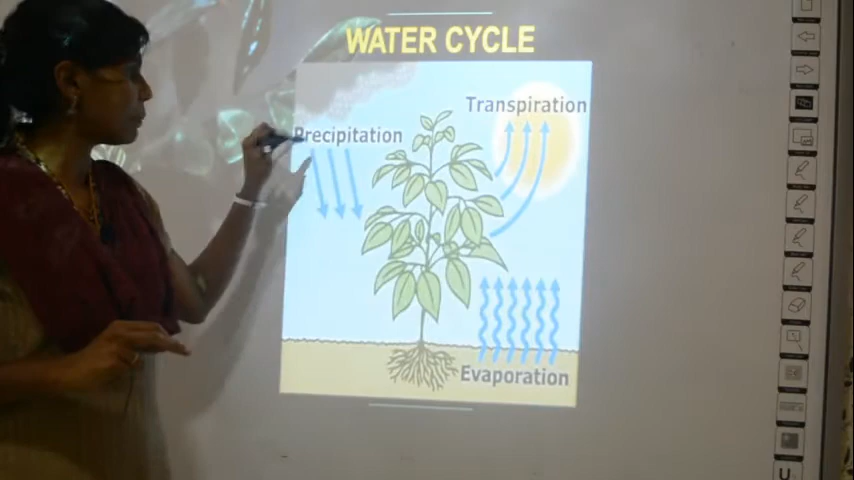 WATER CYCLE
Transpiration
Precipitation
Evaporation